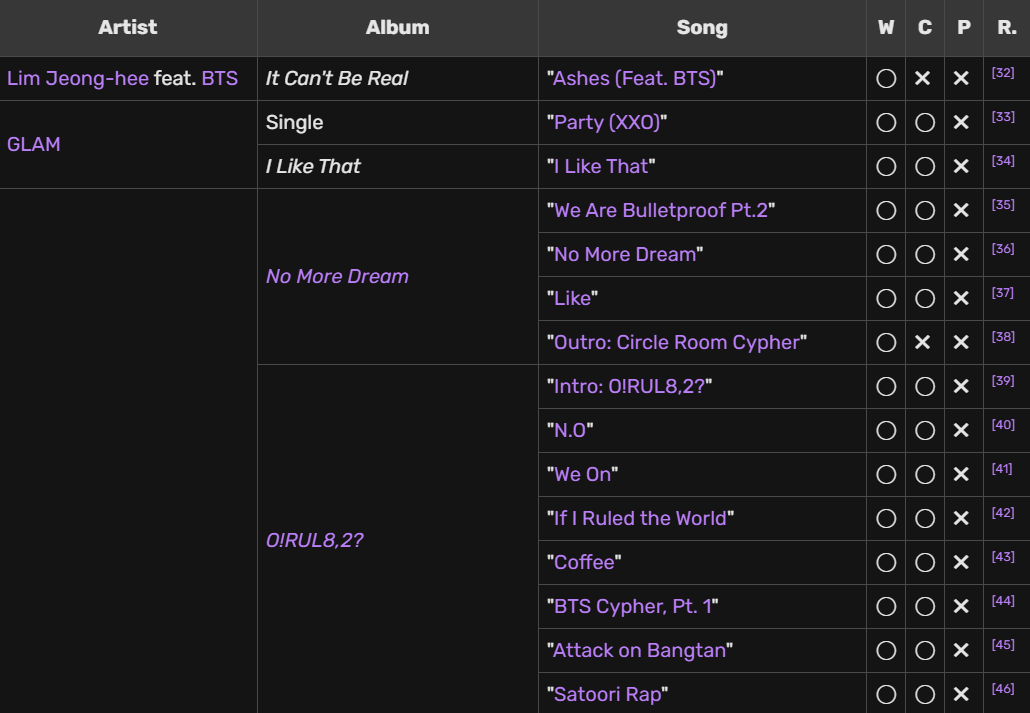 Artist Album Song W C P R.
Lim Jeong-hee feat. BTS It Can't Be Real "Ashes (Feat. BTS)" ○ × × [32]
GLAM Single "Party (XXO)" ○ ○ × [33]
I Like That "I Like That" ○ ○ × [34]
No More Dream "We Are Bulletproof Pt.2" ○ ○ × [35]
"No More Dream" ○ ○ × [36]
"Like" ○ ○ × [37]
"Outro: Circle Room Cypher" ○ × × [38]
O!RUL8,2? "Intro: O!RUL8,2?" ○ ○ × [39]
"N.O" ○ ○ × [40]
"We On" ○ ○ × [41]
"If I Ruled the World" ○ ○ × [42]
"Coffee" ○ ○ × [43]
"BTS Cypher, Pt. 1" ○ ○ × [44]
"Attack on Bangtan" ○ ○ × [45]
"Satoori Rap" ○ ○ × [46]